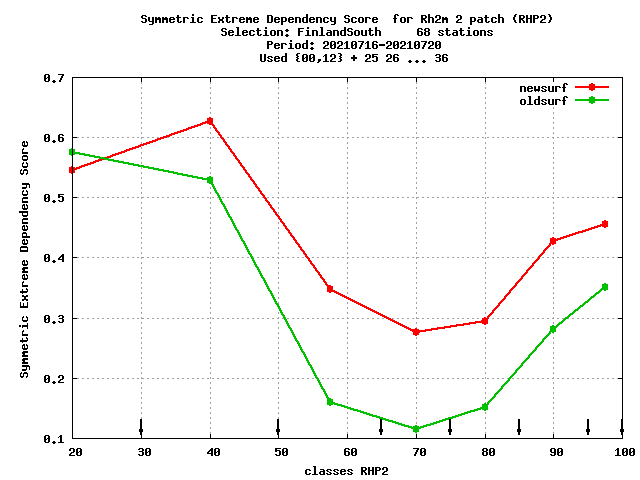 Symmetric Extreme Dependency Score  for Rh2m 2 patch (RHP2)
Selection: FinlandSouth     68 stations
Period: 20210716-20210720
Used {00,12} + 25 26 ... 36
newsurf
oldsurf
Symmetric Extreme Dependency Score
0.7
0.6
0.5
0.4
0.3
0.2
0.1
20 30 40 50 60 70 80 90 100
classes RHP2